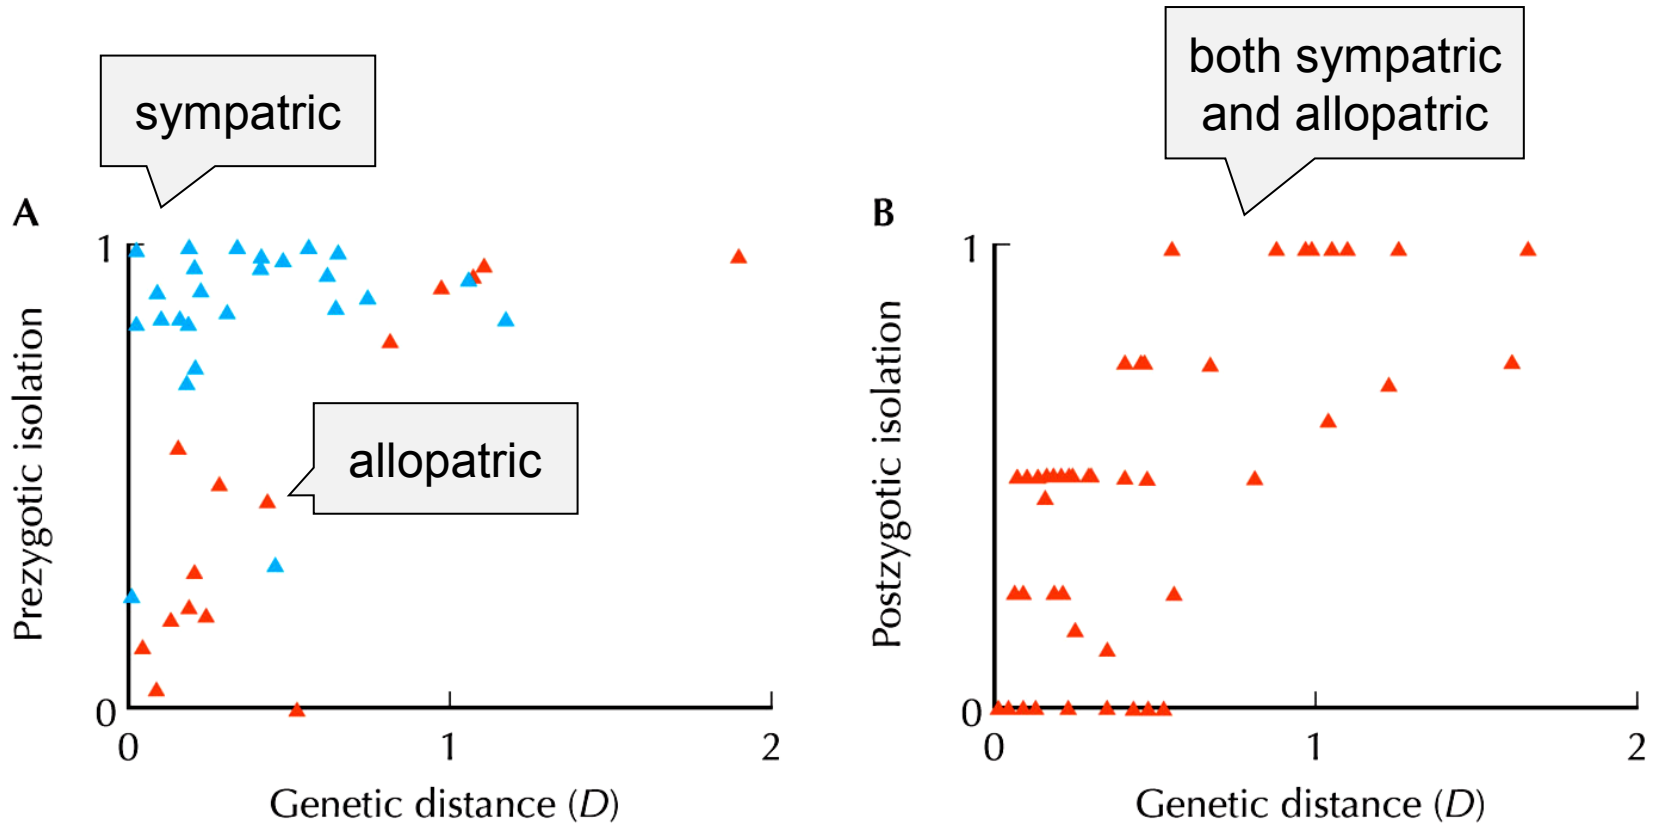 sympatric
both sympatric
and allopatric
A
1
Prezygotic isolation
allopatric
0
0 1 2
Genetic distance (D)
B
1
Postzygotic isolation
0
0 1 2
Genetic distance (D)